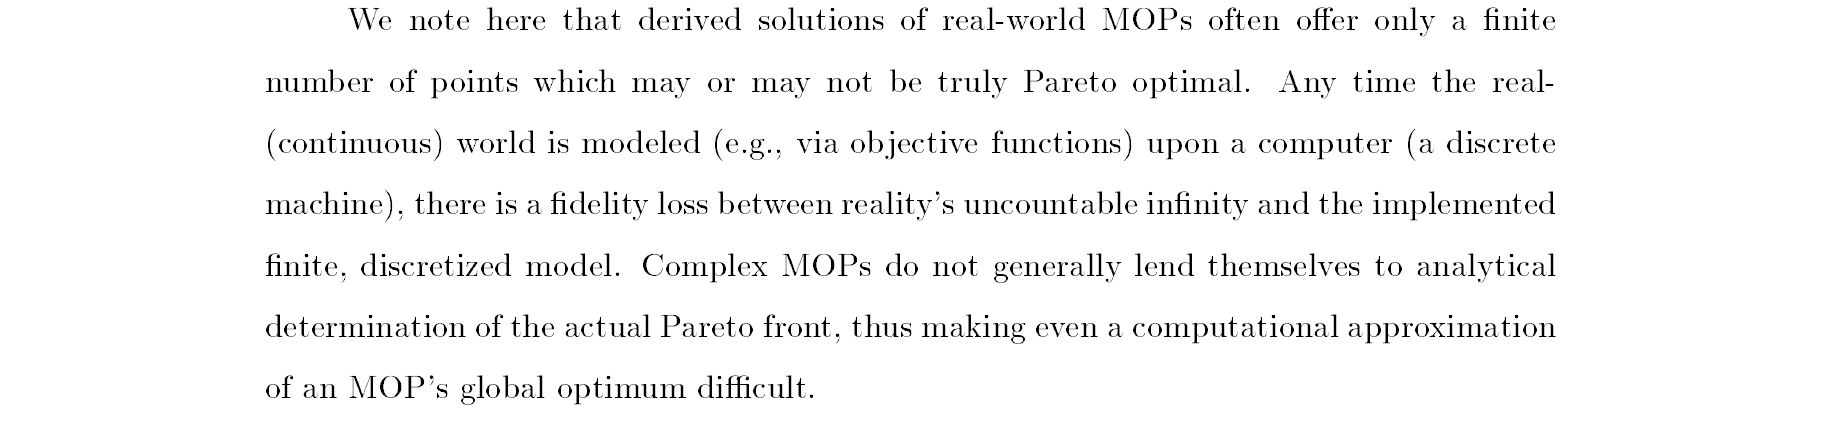 We note here that derived solutions of real-world MOPs often offer only a finite
number of points which may or may not be truly Pareto optimal. Any time the real-
(continuous) world is modeled (e.g., via objective functions) upon a computer (a discrete
machine), there is a fidelity loss between reality's uncountable infinity and the implemented
finite, discretized model. Complex MOPs do not generally lend themselves to analytical
determination of the actual Pareto front, thus making even a computational approximation
of an MOP's global optimum difficult.